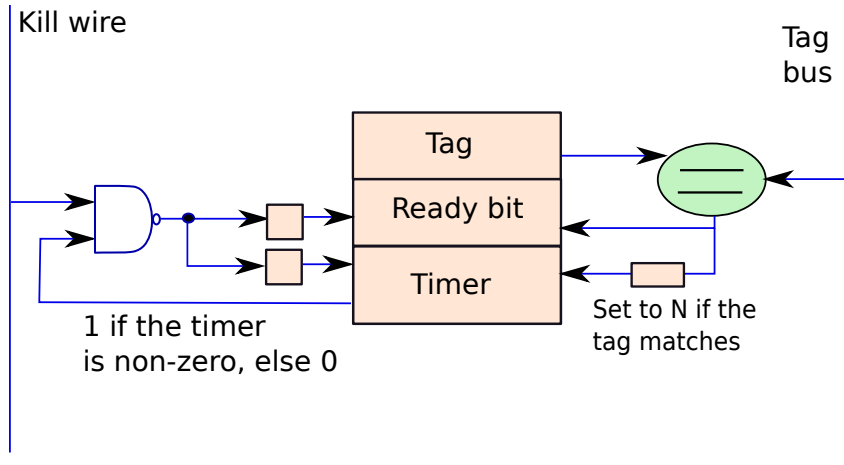 Kill wire
Tag
bus
Tag
Ready bit
Timer
1 if the timer
is non-zero, else 0
Set to N if the
tag matches